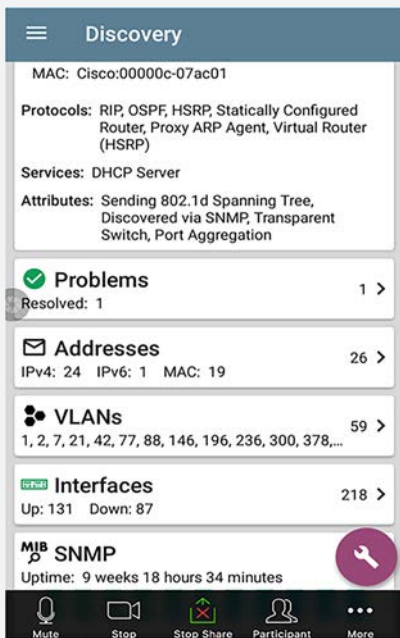 Discovery
MAC: Cisco:00000c-07ac01
Protocols: RIP, OSPF, HSRP, Statically Configured
Router, Proxy ARP Agent, Virtual Router
(HSRP)
Services: DHCP Server
Attributes: Sending 802.1d Spanning Tree,
Discovered via SNMP, Transparent
Switch, Port Aggregation
Problems
1 >
Resolved: 1
Addresses
26 >
IPv4: 24 IPv6: 1 MAC: 19
VLANs
59 >
1, 2, 7, 21, 42, 77, 88, 146, 196, 236, 300, 378,...
Interfaces
218 >
Up: 131 Down: 87
MIB SNMP
Uptime: 9 weeks 18 hours 34 minutes
Mute Stop Stop Share Participant More